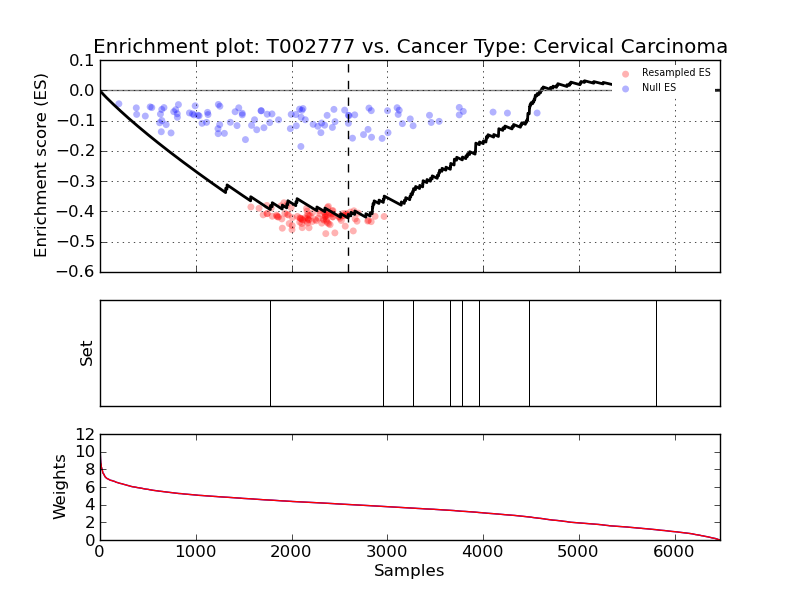 Enrichment plot: T002777 vs. Cancer Type: Cervical Carcinoma
Enrichment score (ES)
0.1
0.0
−0.1
−0.2
−0.3
−0.4
−0.5
−0.6
Resampled ES
Null ES
Set
Weights
12
10
8
6
4
2
0
0 1000 2000 3000 4000 5000 6000
Samples